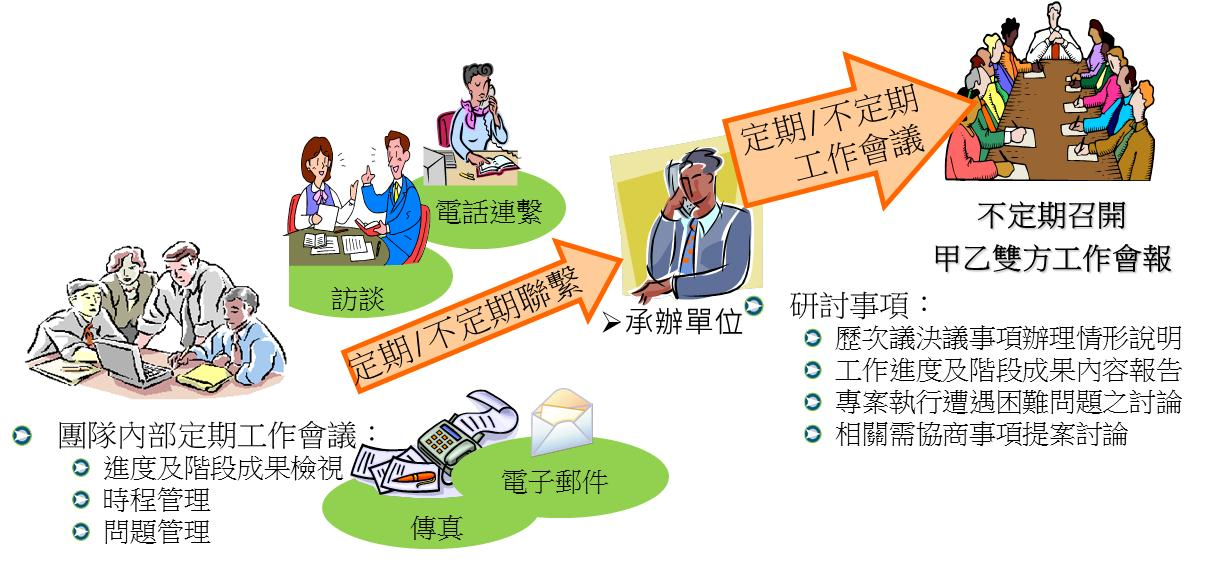 電話連繫
訪談
定期/不定期聯繫
電子郵件
傳真
團隊內部定期工作會議：
進度及階段成果檢視
時程管理
問題管理
➢承辦單位
定期/不定期
工作會議
不定期召開
甲乙雙方工作會報
研討事項：
歷次議決議事項辦理情形說明
工作進度及階段成果內容報告
專案執行遭遇困難問題之討論
相關需協商事項提案討論